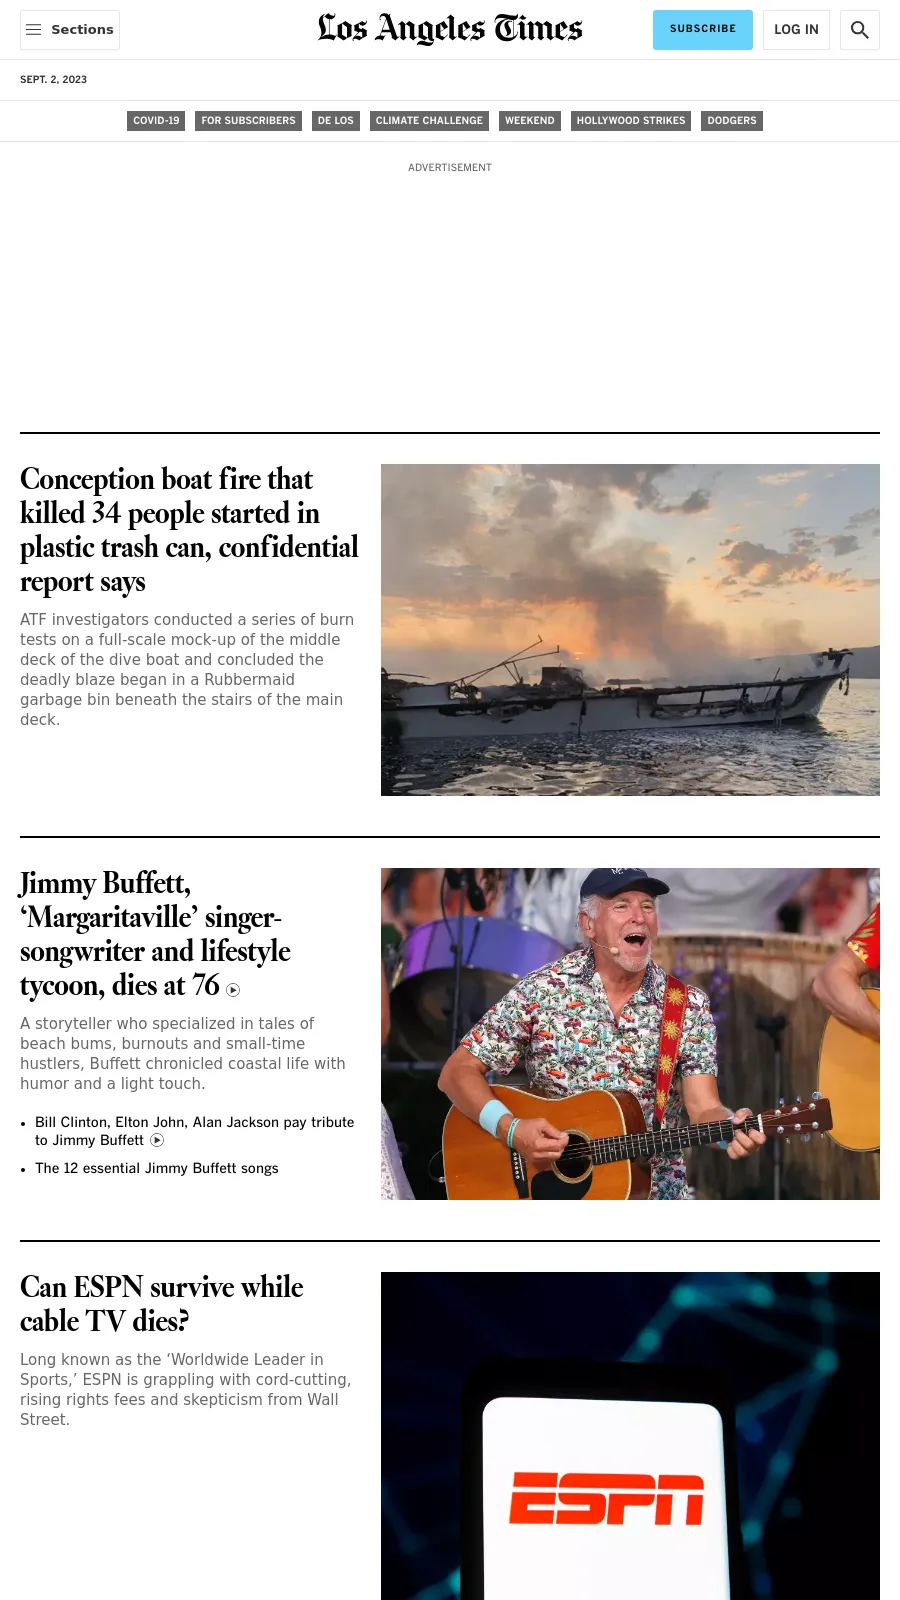 Sections
Los Angeles Times
SUBSCRIBE
LOG IN
SEPT. 2, 2023
COVID-19
FOR SUBSCRIBERS
DE LOS
CLIMATE CHALLENGE
WEEKEND
HOLLYWOOD STRIKES
DODGERS
ADVERTISEMENT
Conception boat fire that
killed 34 people started in
plastic trash can, confidential
report says
ATF investigators conducted a series of burn
tests on a full-scale mock-up of the middle
deck of the dive boat and concluded the
deadly blaze began in a Rubbermaid
garbage bin beneath the stairs of the main
deck.
Jimmy Buffett,
‘Margaritaville’ singer-
songwriter and lifestyle
tycoon, dies at 76
A storyteller who specialized in tales of
beach bums, burnouts and small-time
hustlers, Buffett chronicled coastal life with
humor and a light touch.
• Bill Clinton, Elton John, Alan Jackson pay tribute
to Jimmy Buffett
• The 12 essential Jimmy Buffett songs
Can ESPN survive while
cable TV dies?
Long known as the ‘Worldwide Leader in
Sports,’ ESPN is grappling with cord-cutting,
rising rights fees and skepticism from Wall
Street.
ESPN